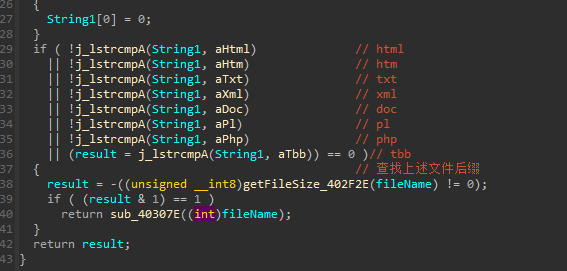 26 {
27 String1[0] = 0;
28 }
29 if ( !j_lstrcmpA(String1, aHtml) // html
30 || !j_lstrcmpA(String1, aHtm) // htm
31 || !j_lstrcmpA(String1, aTxt) // txt
32 || !j_lstrcmpA(String1, aXml) // xml
33 || !j_lstrcmpA(String1, aDoc) // doc
34 || !j_lstrcmpA(String1, aPl) // pl
35 || !j_lstrcmpA(String1, aPhp) // php
36 || (result = j_lstrcmpA(String1, aTbb)) == 0 )// tbb
37 { // 查找上述文件后缀
38 result = -((unsigned __int8)getFileSize_402F2E(fileName) != 0);
39 if ( (result & 1) == 1 )
40 return sub_40307E((int)fileName);
41 }
42 return result;
43 }